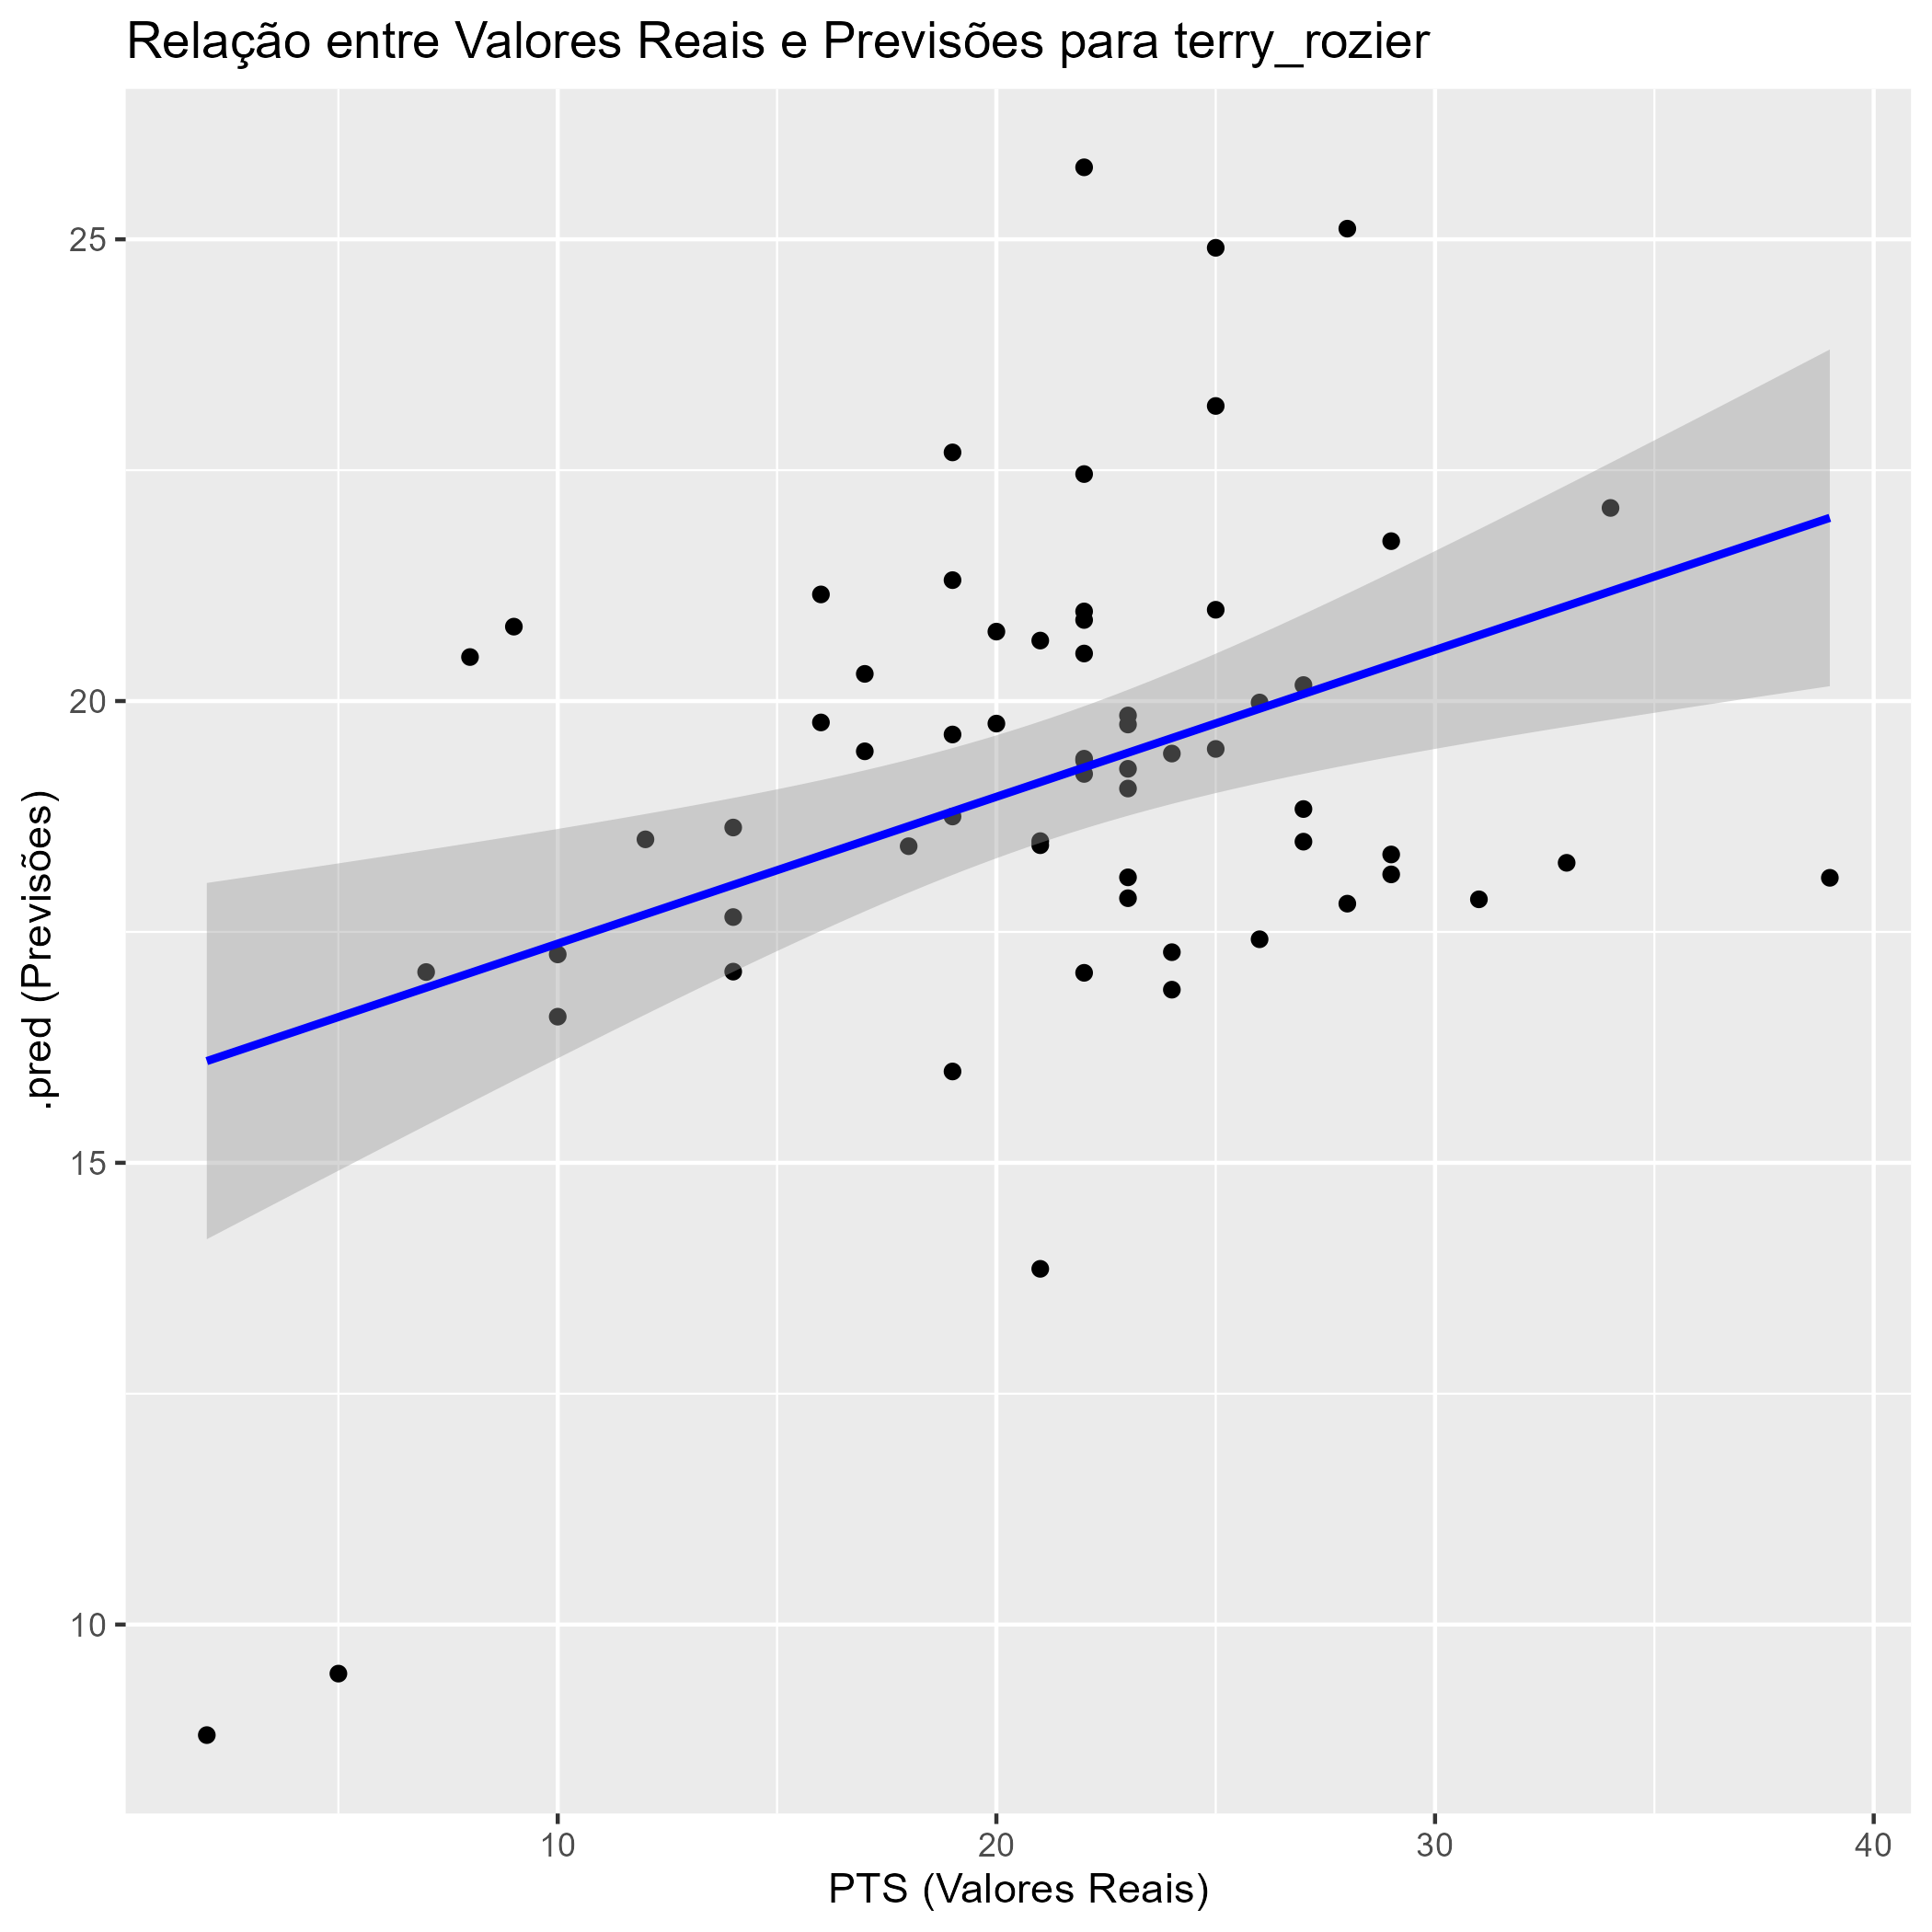 Relação entre Valores Reais e Previsões para terry_rozier
.pred (Previsões)
25
20
15
10
10 20 30 40
PTS (Valores Reais)